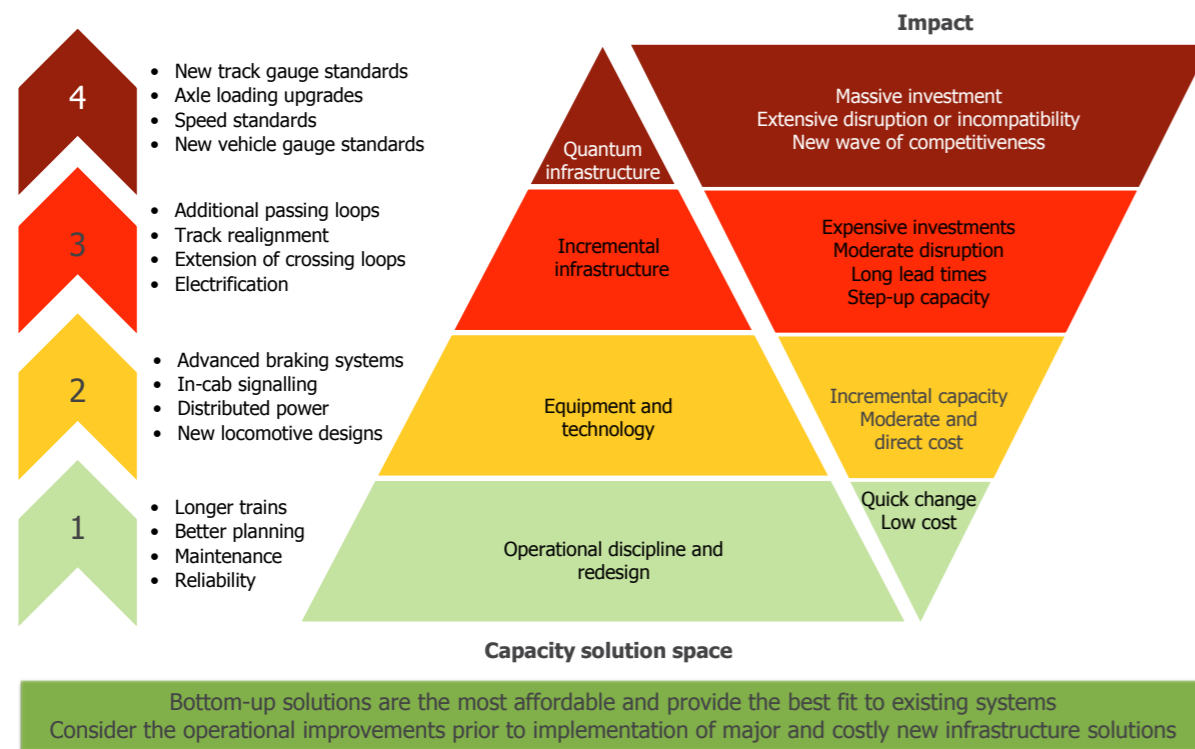 Impact
4
• New track gauge standards
• Axle loading upgrades
• Speed standards
• New vehicle gauge standards
Quantum
infrastructure
Massive investment
Extensive disruption or incompatibility
New wave of competitiveness
3
• Additional passing loops
• Track realignment
• Extension of crossing loops
• Electrification
Incremental
infrastructure
Expensive investments
Moderate disruption
Long lead times
Step-up capacity
2
• Advanced braking systems
• In-cab signalling
• Distributed power
• New locomotive designs
Equipment and
technology
Incremental capacity
Moderate and
direct cost
1
• Longer trains
• Better planning
• Maintenance
• Reliability
Operational discipline and
redesign
Quick change
Low cost
Capacity solution space
Bottom-up solutions are the most affordable and provide the best fit to existing systems
Consider the operational improvements prior to implementation of major and costly new infrastructure solutions